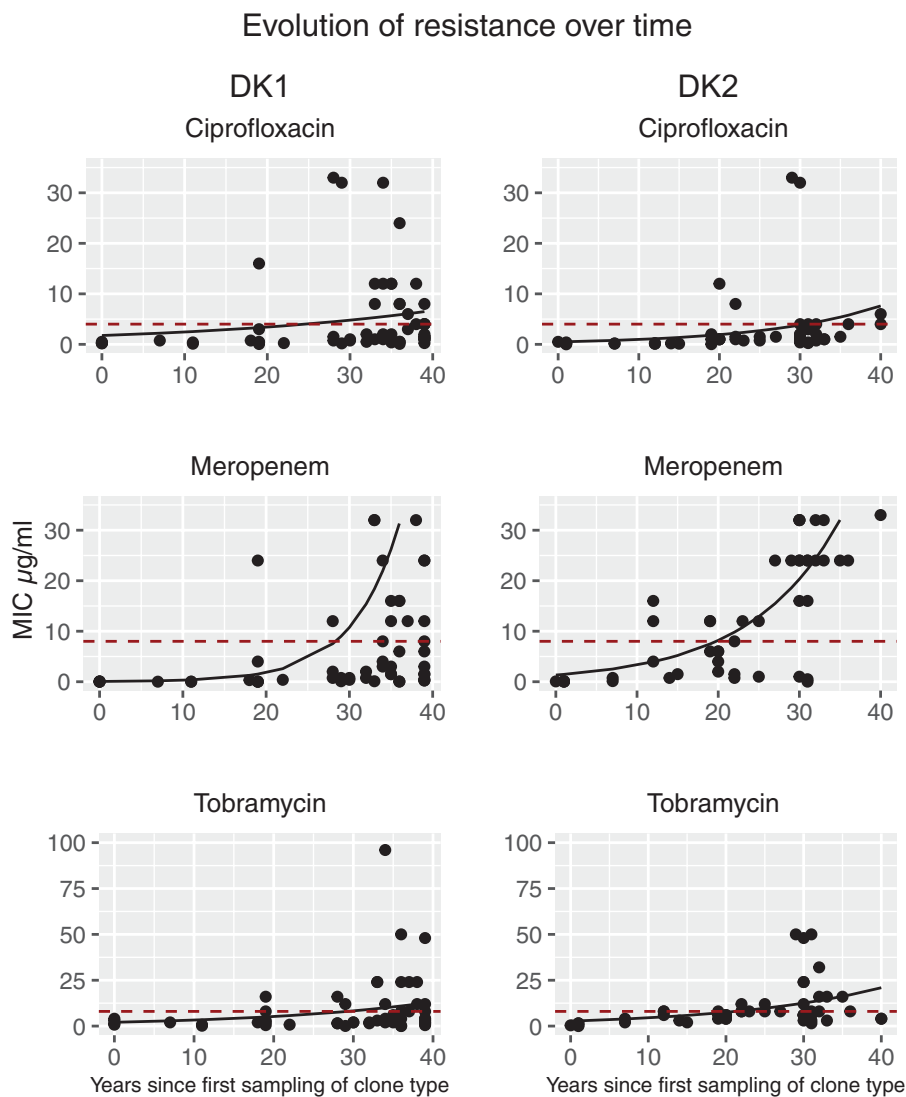 Evolution of resistance over time
DK1
DK2
Ciprofloxacin
Ciprofloxacin
30
20
10
0
0 10 20 30 40
30
20
10
0
0 10 20 30 40
Meropenem
Meropenem
MIC µg/ml
30
20
10
0
0 10 20 30 40
30
20
10
0
0 10 20 30 40
Tobramycin
Tobramycin
100
75
50
25
0
0 10 20 30 40
100
75
50
25
0
0 10 20 30 40
Years since first sampling of clone type
Years since first sampling of clone type